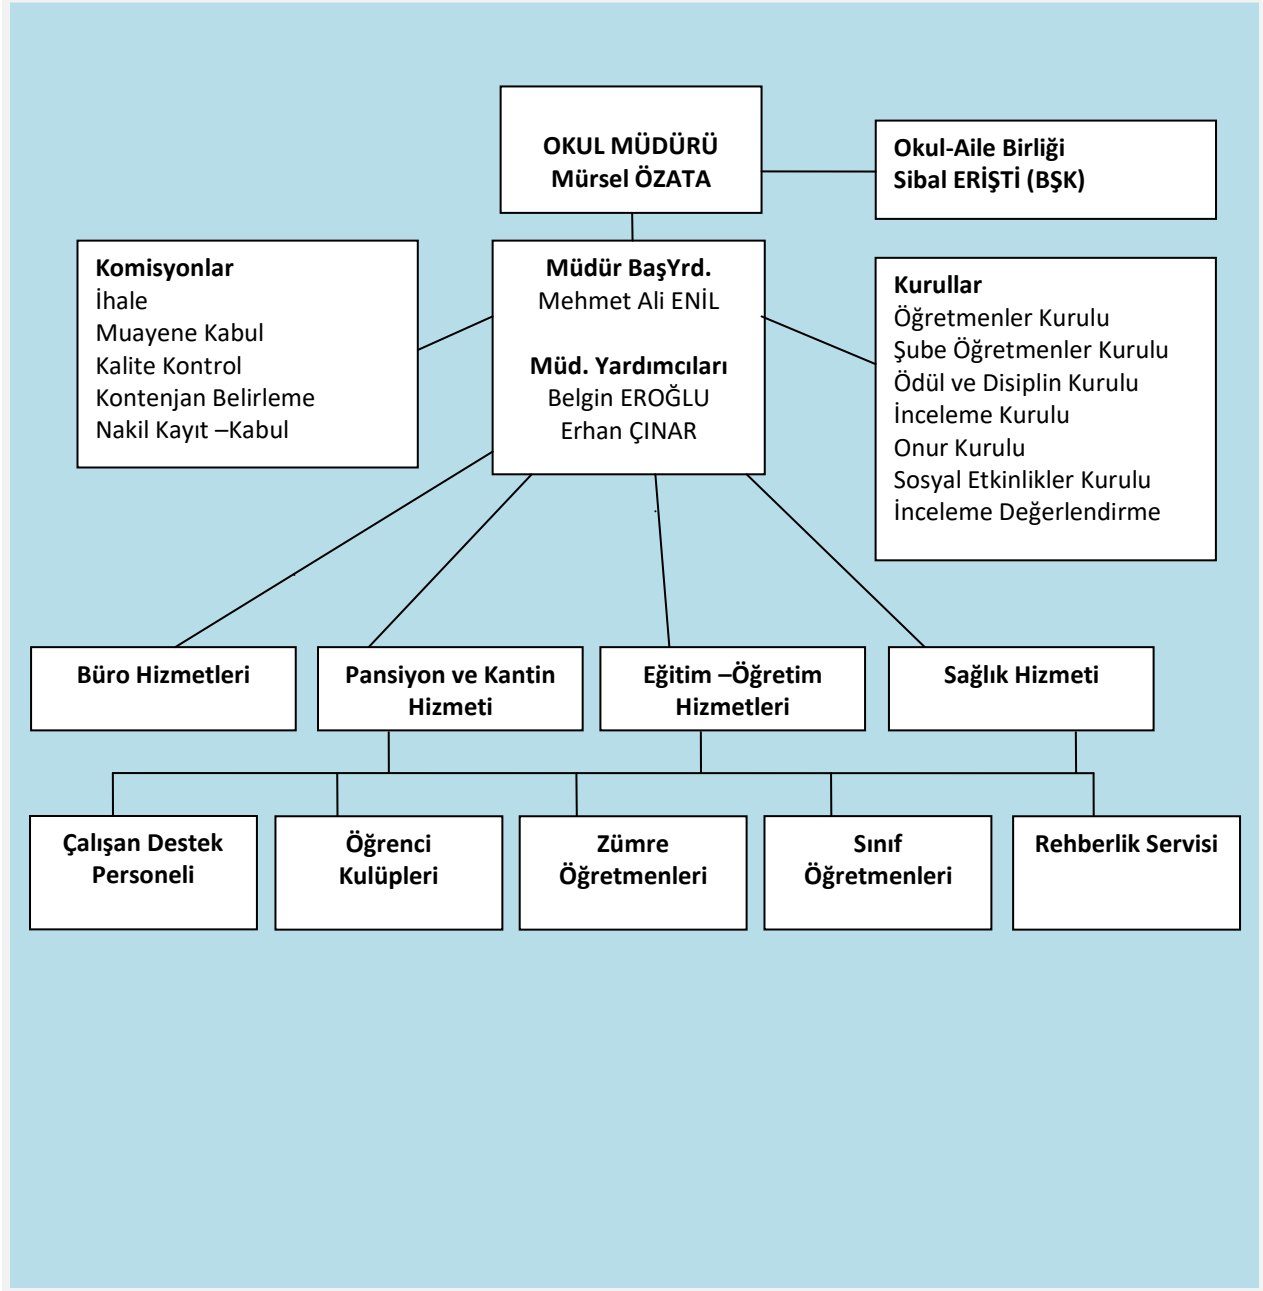 OKUL MÜDÜRÜ
Mürsel ÖZATA
Okul-Aile Birliği
Sibal ERİŞTİ (BŞK)
Komisyonlar
İhale
Muayene Kabul
Kalite Kontrol
Kontenjan Belirleme
Nakil Kayıt –Kabul
Müdür BaşYrd.
Mehmet Ali ENİL
Müd. Yardımcıları
Belgin EROĞLU
Erhan ÇINAR
Kurullar
Öğretmenler Kurulu
Şube Öğretmenler Kurulu
Ödül ve Disiplin Kurulu
İnceleme Kurulu
Onur Kurulu
Sosyal Etkinlikler Kurulu
İnceleme Değerlendirme
Büro Hizmetleri
Pansiyon ve Kantin
Hizmeti
Eğitim –Öğretim
Hizmetleri
Sağlık Hizmeti
Çalışan Destek
Personeli
Öğrenci
Kulüpleri
Zümre
Öğretmenleri
Sınıf
Öğretmenleri
Rehberlik Servisi